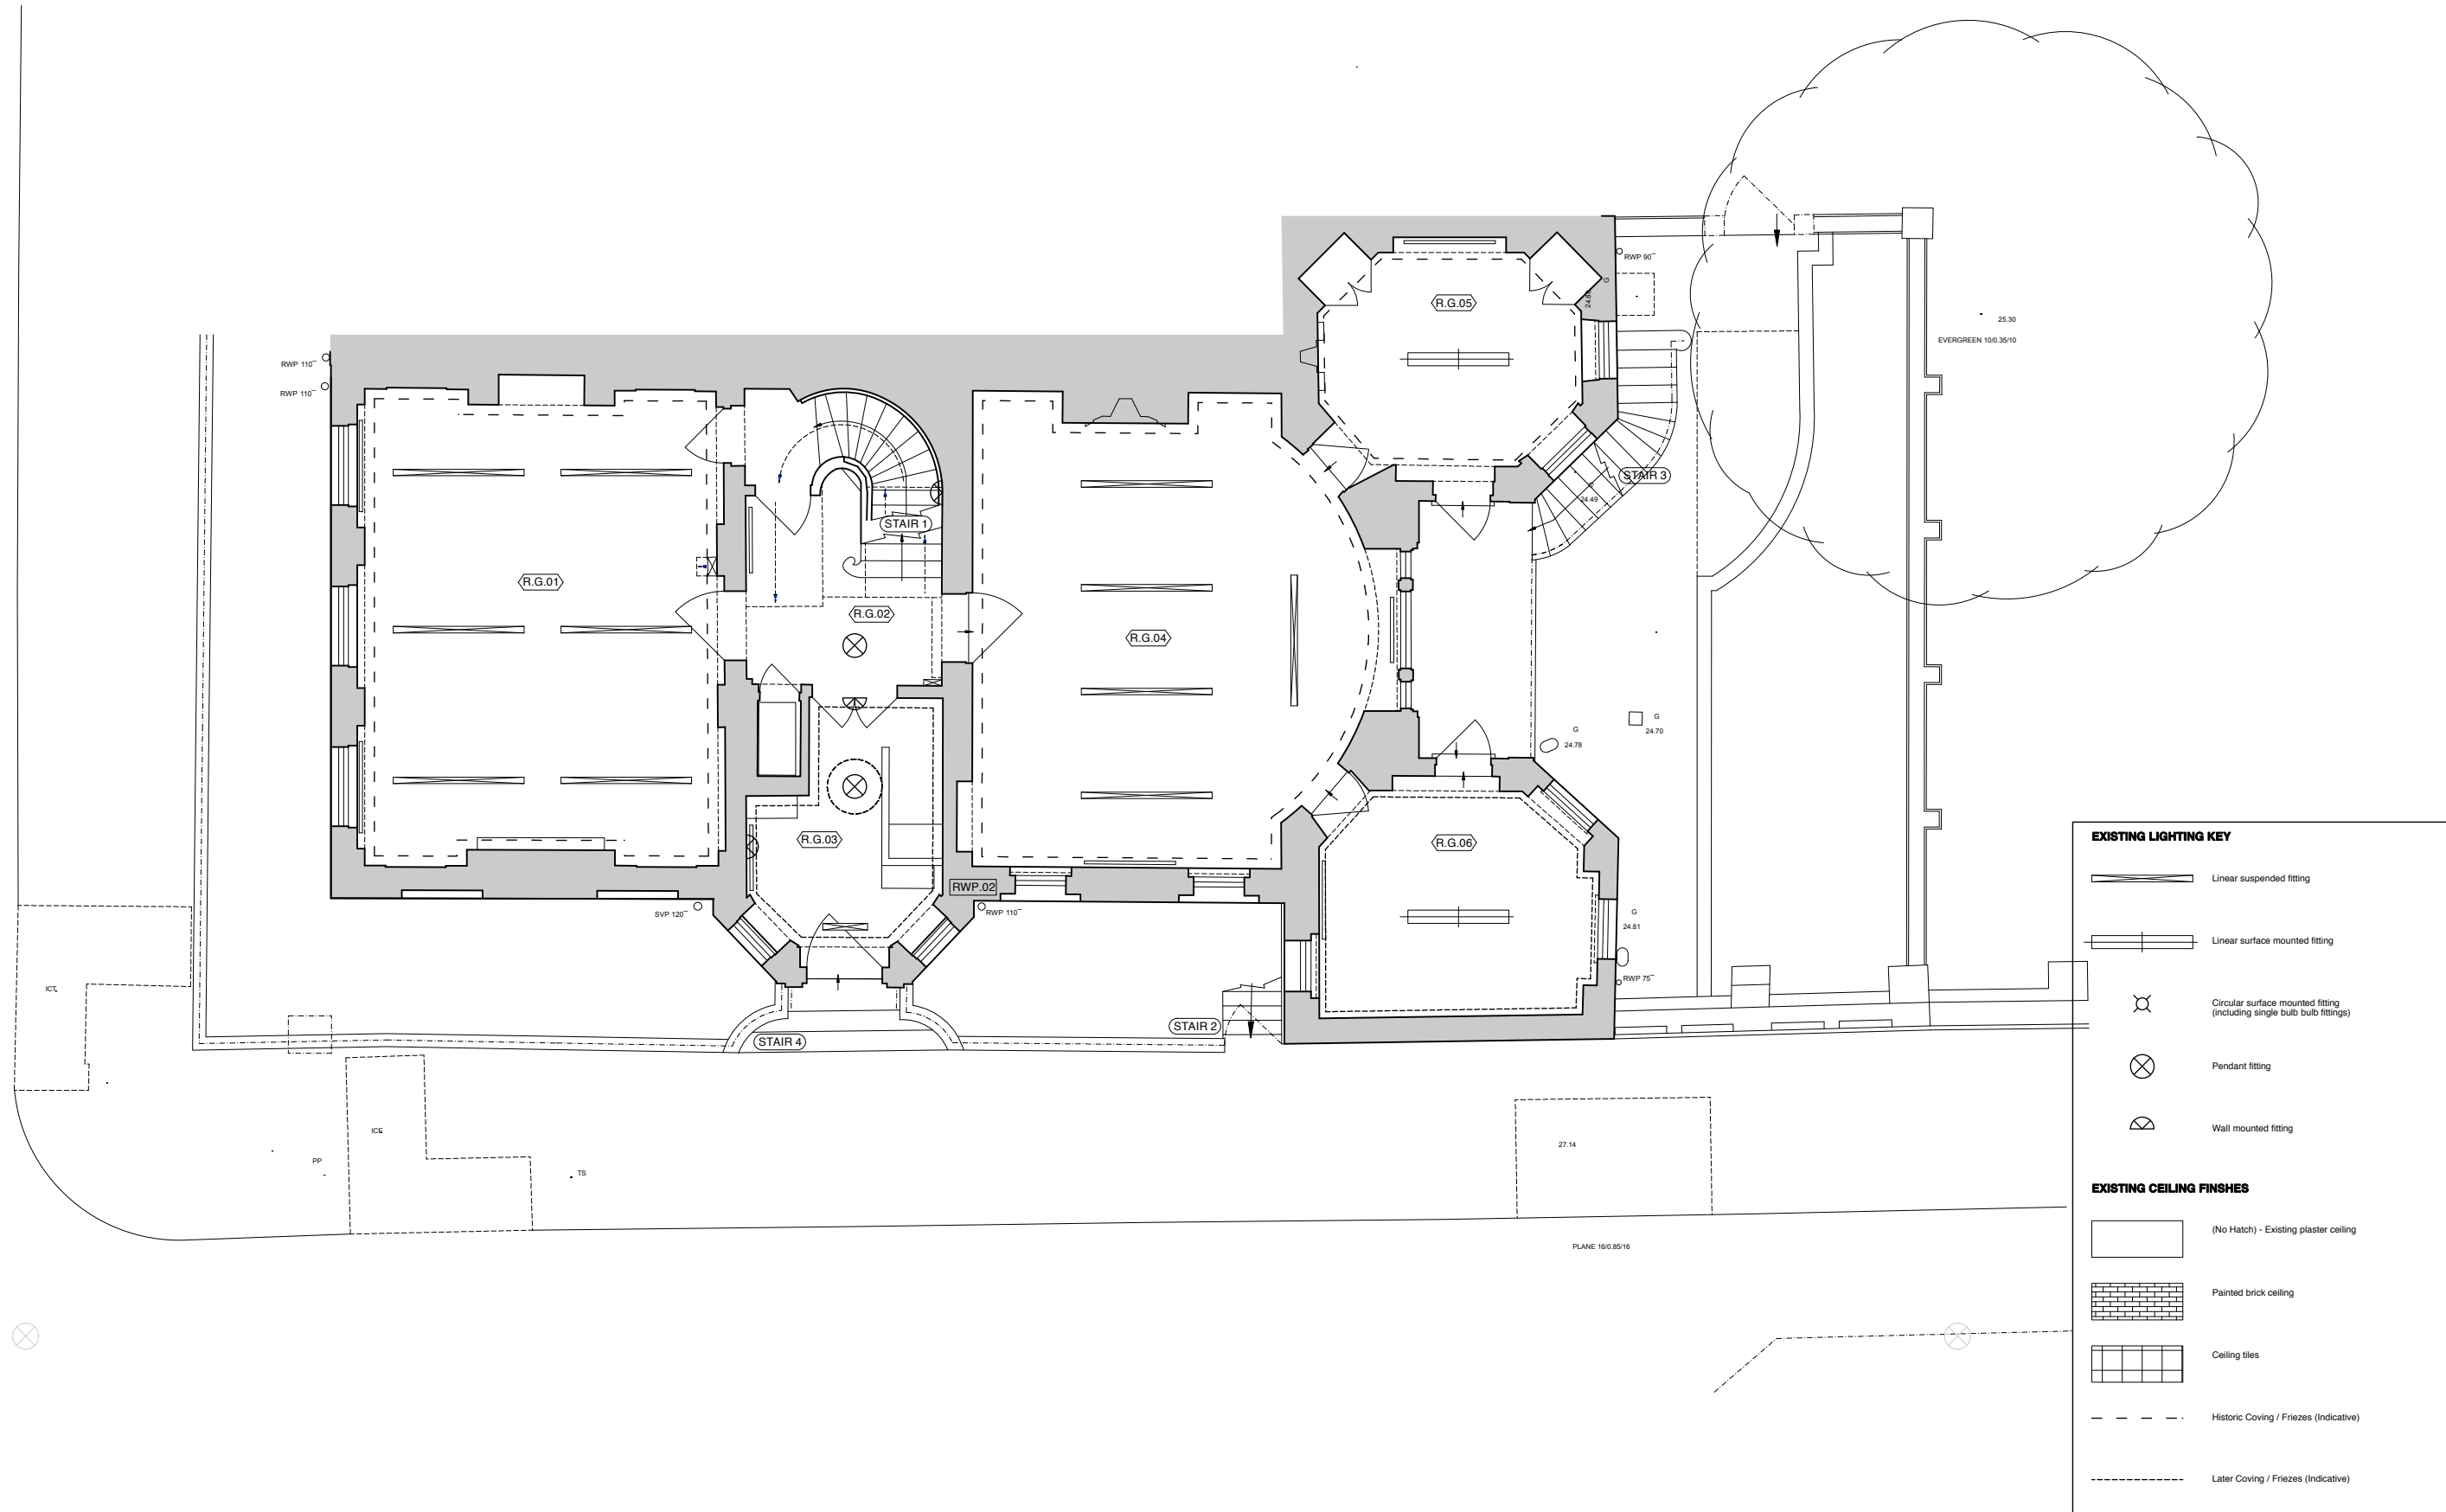 RWP 90
24.85
G
25.30
EVERGREEN 10/0.35/10
R.G.05
RWP 110
RWP 110
STAIR 3
G
24.49
STAIR 1
R.G.01
R.G.02
R.G.04
G
24.70
G
24.78
R.G.03
R.G.06
RWP.02
SVP 120
RWP 110
G
24.81
RWP 75
ICT
STAIR 2
STAIR 4
ICE
PP
TS
27.14
PLANE 16/0.85/16
EXISTING LIGHTING KEY
Linear suspended fitting
Linear surface mounted fitting
Circular surface mounted fitting
(including single bulb bulb fittings)
Pendant fitting
Wall mounted fitting
EXISTING CEILING FINSHES
(No Hatch) - Existing plaster ceiling
Painted brick ceiling
Ceiling tiles
Historic Coving / Friezes (Indicative)
Later Coving / Friezes (Indicative)